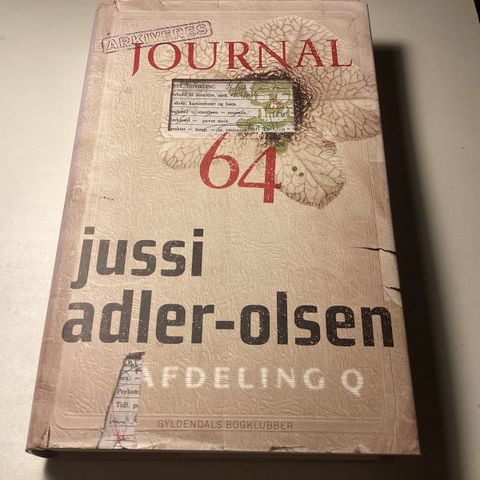 ARKIVERES
JOURNAL
64
jussi
adler-olsen
AFDELING Q
GYLDENDALS BOGKLUBBER